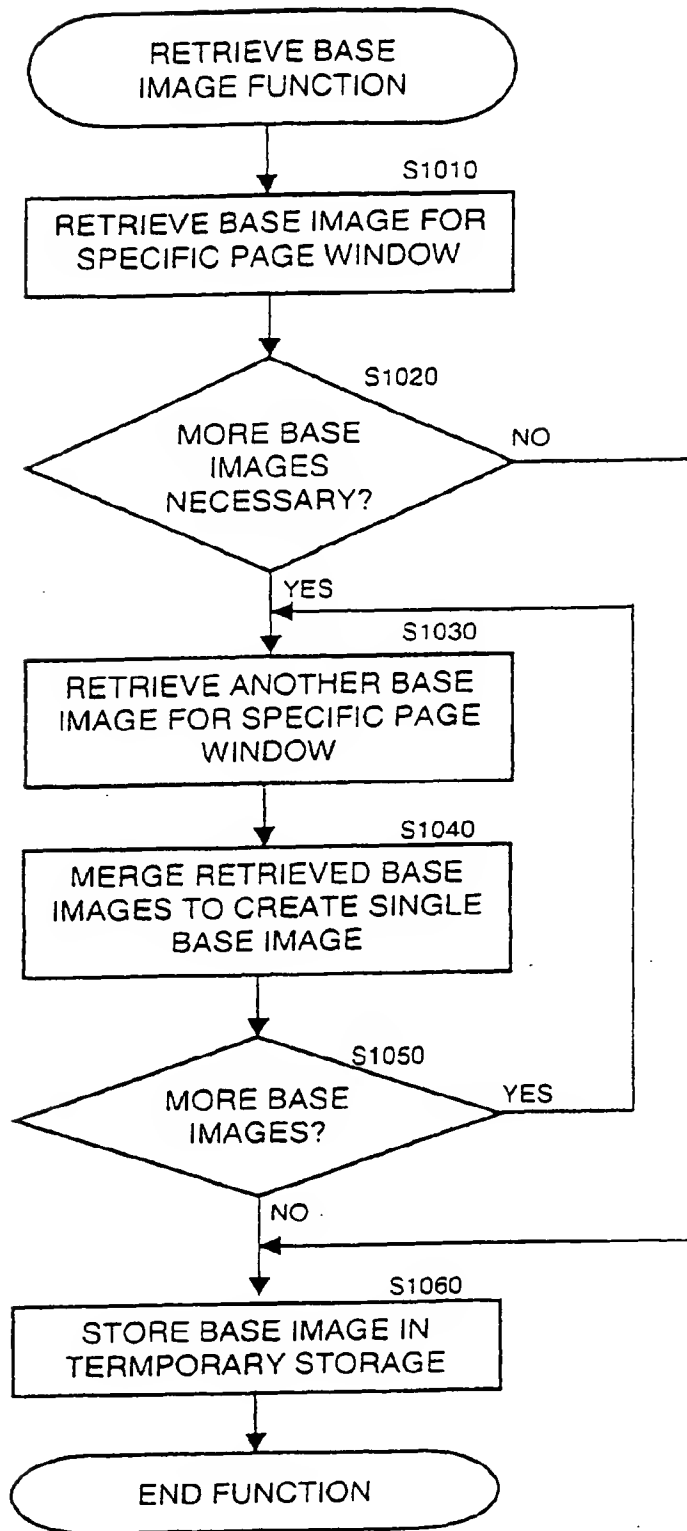 RETRIEVE BASE
IMAGE FUNCTION
S1010
RETRIEVE BASE IMAGE FOR
SPECIFIC PAGE WINDOW
S1020
MORE BASE
IMAGES
NECESSARY?
NO
YES
S1030
RETRIEVE ANOTHER BASE
IMAGE FOR SPECIFIC PAGE
WINDOW
S1040
MERGE RETRIEVED BASE
IMAGES TO CREATE SINGLE
BASE IMAGE
S1050
MORE BASE
IMAGES?
YES
NO
S1060
STORE BASE IMAGE IN
TERMPORARY STORAGE
END FUNCTION